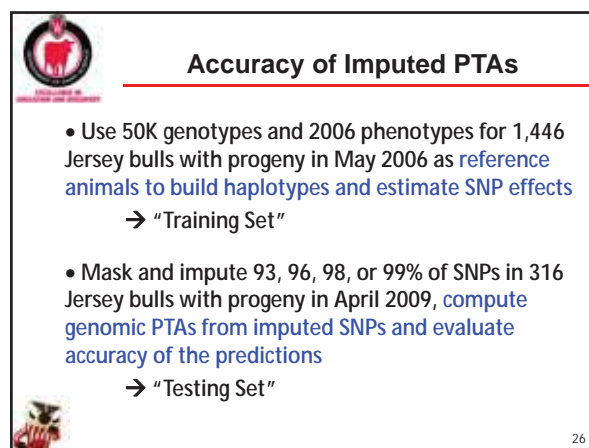 Accuracy of Imputed PTAs
• Use 50K genotypes and 2006 phenotypes for 1,446
Jersey bulls with progeny in May 2006 as reference
animals to build haplotypes and estimate SNP effects
→ "Training Set"
• Mask and impute 93, 96, 98, or 99% of SNPs in 316
Jersey bulls with progeny in April 2009, compute
genomic PTAs from imputed SNPs and evaluate
accuracy of the predictions
→ "Testing Set"
26